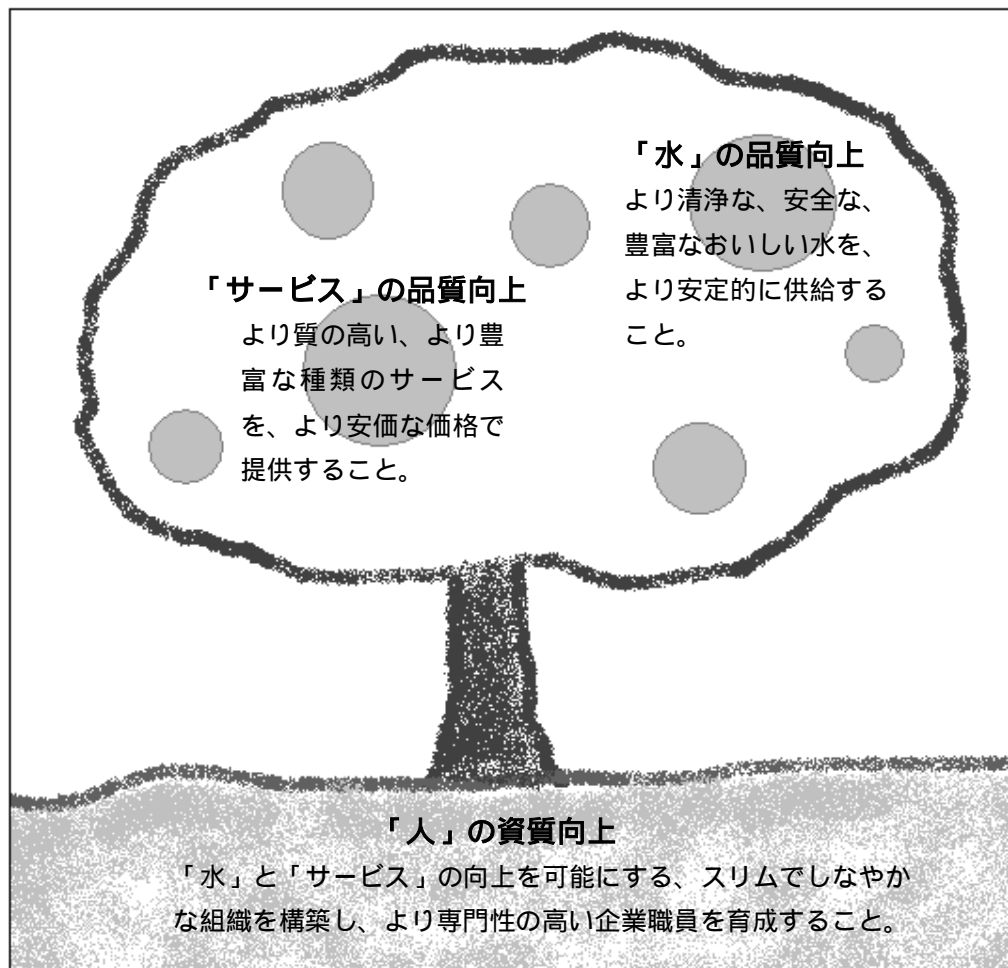 「水」の品質向上
より清浄な、安全な、
豊富なおいしい水を、
より安定的に供給する
こと。
「サービス」の品質向上
より質の高い、より豊
富な種類のサービス
を、より安価な価格で
提供すること。
「人」の資質向上
「水」と「サービス」の向上を可能にする、スリムでしなやか
な組織を構築し、より専門性の高い企業職員を育成すること。